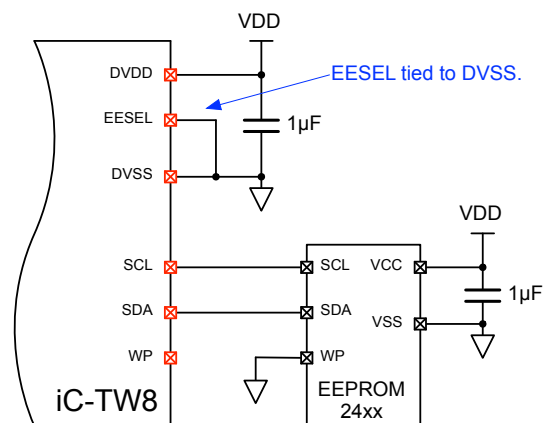 VDD
DVDD
EESEL tied to DVSS.
EESEL
1µF
DVSS
VDD
SCL
SCL
VCC
1µF
SDA
SDA
VSS
WP
WP
iC-TW8
EEPROM
24xx